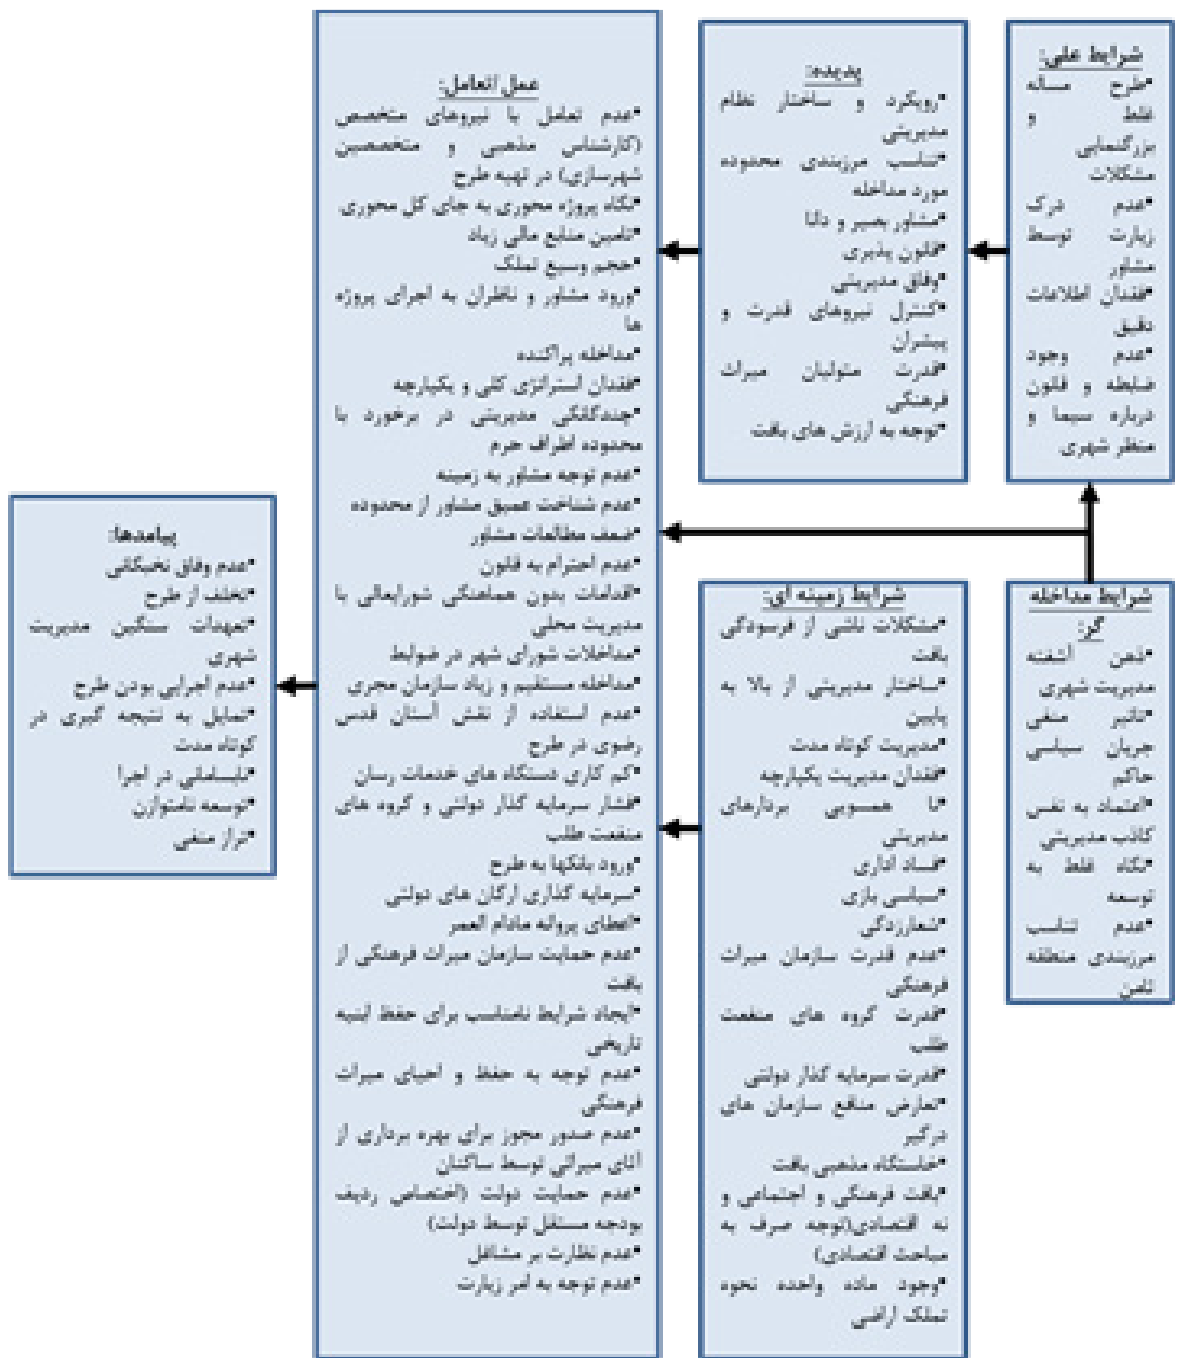 شرایط علی:
•طرح مساله
غلط و
بزرگنمایی
مشکلات
•عدم درک
زیارت توسط
مشاور
•فقدان اطلاعات
دقیق
•عدم وجود
ضابطه و قانون
درباره سیما و
منظر شهری.
پدیده:
•رویکرد و ساختار نظام
مدیریتی
•تناسب مرزبندی محدوده
مورد مداخله
•مشاور بصیر و دانا
•قانون پذیری
•وفاق مدیریتی
•کنترل نیروهای قدرت و
پیشران
•قدرت متولیان میراث
فرهنگی
•توجه به ارزش های بافت
شرایط مداخله
گر:
•ذهن آشفته
مدیریت شهری
•تاثیر منفی
جریان سیاسی
حاکم
•اعتماد به نفس
کاذب مدیریتی
•نگاه غلط به
توسعه
•عدم تناسب
مرزبندی منطقه
ثامن
شرایط زمینه ای:
•مشکلات ناشی از فرسودگی
بافت
•ساختار مدیریتی از بالا به
پایین
•مدیریت کوتاه مدت
•فقدان مدیریت یکپارچه
•نا همسویی بردارهای
مدیریتی
•فساد اداری
•سیاسی بازی
•شعارزدگی
•عدم قدرت سازمان میراث
فرهنگی
•قدرت گروه های منفعت
طلب
•قدرت سرمایه گذار دولتی
•تعارض منافع سازمان های
درگیر
•خاستگاه مذهبی بافت
•بافت فرهنگی و اجتماعی و
نه اقتصادی(توجه صرف به
مباحث اقتصادی)
•وجود ماده واحده نحوه
تملک اراضی
عمل/تعامل:
•عدم تعامل با نیروهای متخصص
(کارشناس مذهبی و متخصصین
شهرسازی) در تهیه طرح
•نگاه پروژه محوری به جای کل محوری
•تامین منابع مالی زیاد
•حجم وسیع تملک
•ورود مشاور و ناظران به اجرای پروژه
ها
•مداخله پراکنده
•فقدان استراتژی کلی و یکپارچه
•چندگانگی مدیریتی در برخورد با
محدوده اطراف حرم
•عدم توجه مشاور به زمینه
•عدم شناخت عمیق مشاور از محدوده
•ضعف مطالعات مشاور
•عدم احترام به قانون
•اقدامات بدون هماهنگی شورایعالی با
مدیریت محلی
•مداخلات شورای شهر در ضوابط
•مداخله مستقیم و زیاد سازمان مجری
•عدم استفاده از نقش آستان قدس
رضوی در طرح
•کم کاری دستگاه های خدمات رسان
•فشار سرمایه گذار دولتی و گروه های
منفعت طلب
•ورود بانکها به طرح
•سرمایه گذاری ارگان های دولتی
•اعطای پروانه مادام العمر
•عدم حمایت سازمان میراث فرهنگی از
بافت
•ایجاد شرایط نامناسب برای حفظ ابنیه
تاریخی
•عدم توجه به حفظ و احیای میراث
فرهنگی
•عدم صدور مجوز برای بهره برداری از
آثای میراثی توسط ساکنان
•عدم حمایت دولت (اختصاص ردیف
بودجه مستقل توسط دولت)
•عدم نظارت بر مشاغل
•عدم توجه به امر زیارت
پیامدها:
•عدم وفاق نخبگانی
•تخلف از طرح
•تعهدات سنگین مدیریت
شهری
•عدم اجرایی بودن طرح
•تمایل به نتیجه گیری در
کوتاه مدت
•نابسامانی در اجرا
•توسعه نامتوازن
•تراز منفی